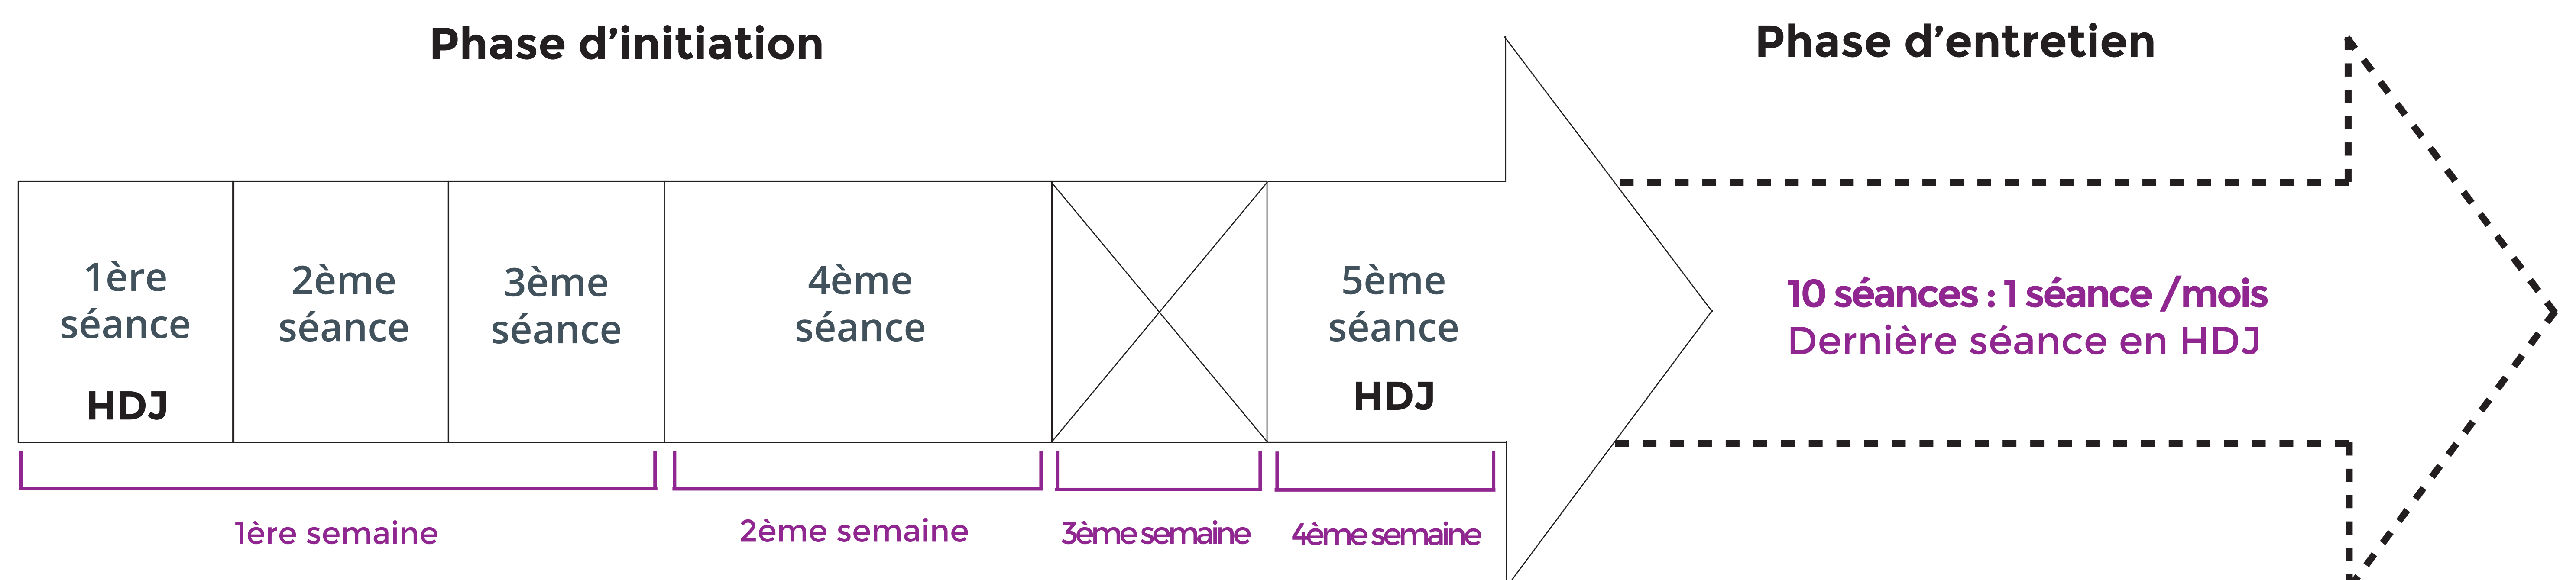 Phase d’initiation
Phase d’entretien
1ère
séance
HDJ
2ème
séance
3ème
séance
4ème
séance
5ème
séance
HDJ
10 séances : 1 séance /mois
Dernière séance en HDJ
1ère semaine
2ème semaine
3ème semaine
4ème semaine